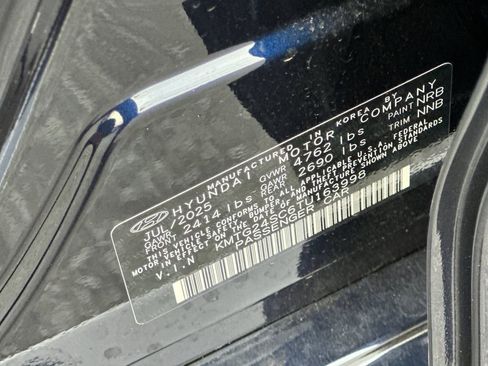 MANUFACTURED IN KOREA BY
HYUNDAI MOTOR COMPANY
JUL 2025 GVWR 4762 lbs PAINT NRB
GAWR FRONT 2414 lbs GAWR REAR 2690 lbs TRIM NNB
THIS VEHICLE CONFORMS TO ALL APPLICABLE U.S.A. FEDERAL
MOTOR VEHICLE SAFETY, BUMPER AND THEFT PREVENTION STANDARDS
IN EFFECT ON THE DATE OF MANUFACTURE SHOWN ABOVE.
V.I.N KMTG24SC6TU163998
PASSENGER CAR